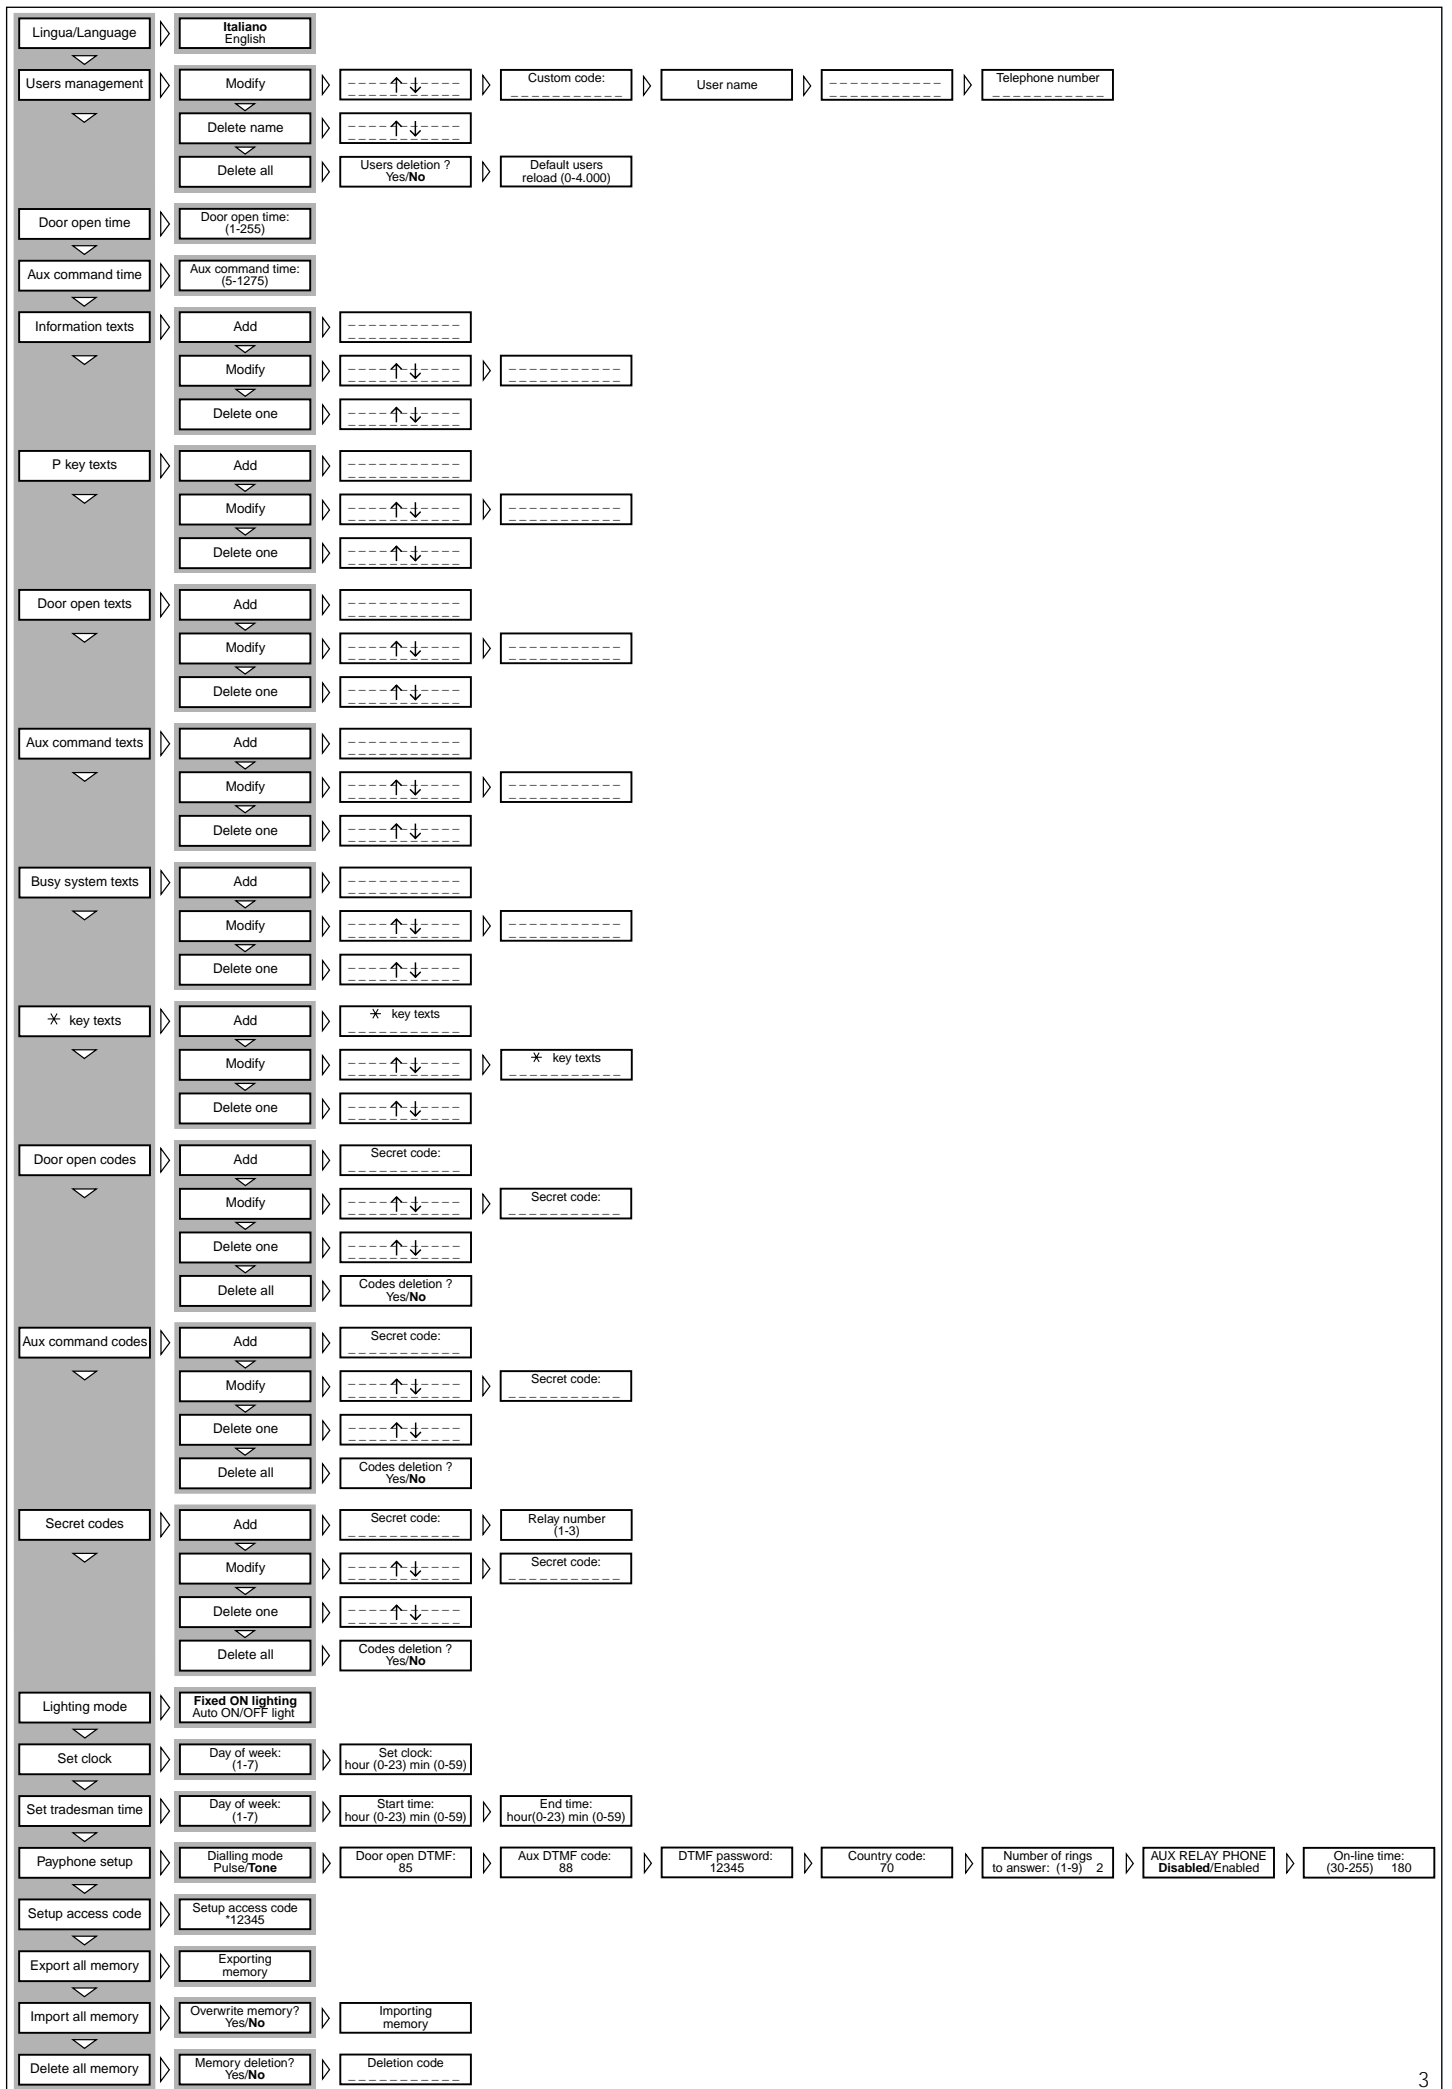 Lingua/Language
Italiano
English
Users management
Modify
Custom code:
User name
Telephone number
Delete name
Delete all
Users deletion ?
Yes/No
Default users
reload (0-4.000)
Door open time
Door open time:
(1-255)
Aux command time
Aux command time:
(5-1275)
Information texts
Add
Modify
Delete one
P key texts
Add
Modify
Delete one
Door open texts
Add
Modify
Delete one
Aux command texts
Add
Modify
Delete one
Busy system texts
Add
Modify
Delete one
* key texts
Add
* key texts
Modify
* key texts
Delete one
Door open codes
Add
Secret code:
Modify
Secret code:
Delete one
Delete all
Codes deletion ?
Yes/No
Aux command codes
Add
Secret code:
Modify
Secret code:
Delete one
Delete all
Codes deletion ?
Yes/No
Secret codes
Add
Secret code:
Relay number
(1-3)
Modify
Secret code:
Delete one
Delete all
Codes deletion ?
Yes/No
Lighting mode
Fixed ON lighting
Auto ON/OFF light
Set clock
Day of week:
(1-7)
Set clock:
hour (0-23) min (0-59)
Set tradesman time
Day of week:
(1-7)
Start time:
hour (0-23) min (0-59)
End time:
hour(0-23) min (0-59)
Payphone setup
Dialling mode
Pulse/Tone
Door open DTMF:
85
Aux DTMF code:
88
DTMF password:
12345
Country code:
70
Number of rings
to answer: (1-9) 2
AUX RELAY PHONE
Disabled/Enabled
On-line time:
(30-255) 180
Setup access code
Setup access code
*12345
Export all memory
Exporting
memory
Import all memory
Overwrite memory?
Yes/No
Importing
memory
Delete all memory
Memory deletion?
Yes/No
Deletion code
3